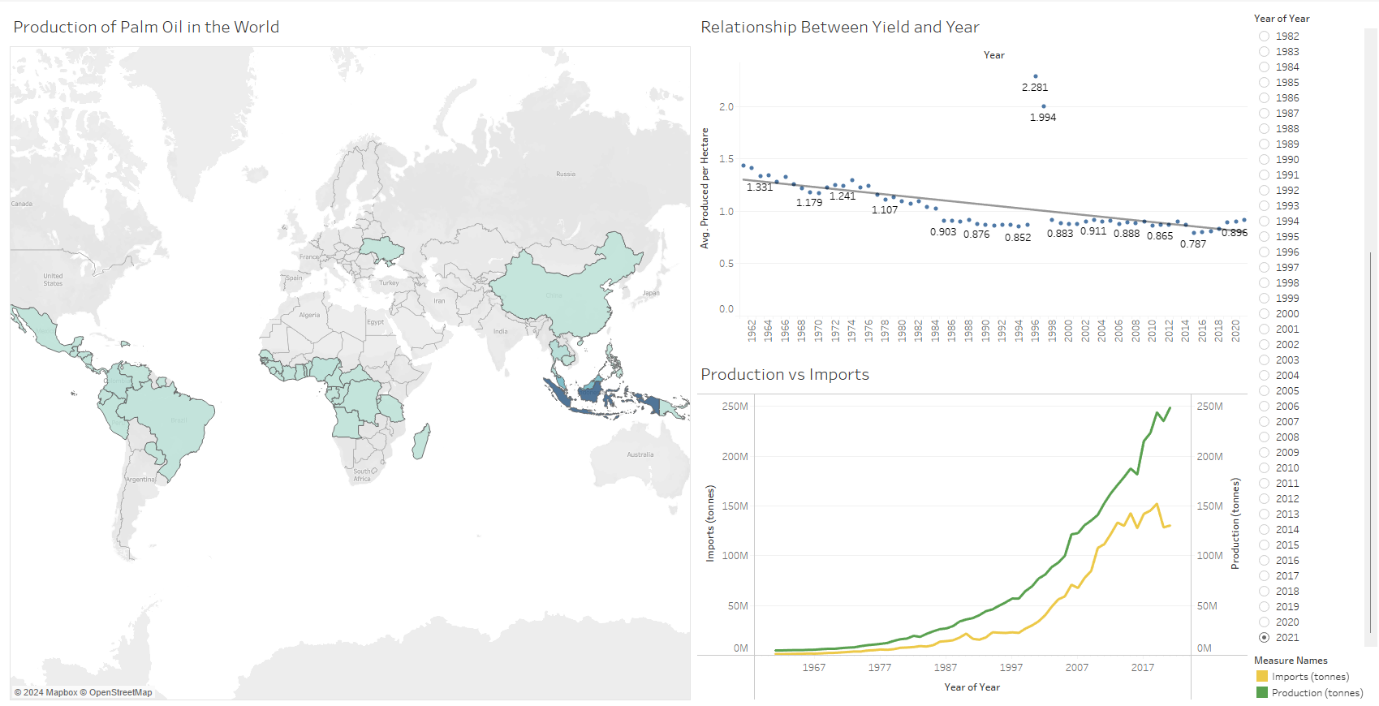 Production of Palm Oil in the World
Canada
United
States
Russia
France
Spain
Turkey
Iran
Japan
Algeria
Egypt
India
South
Africa
Argentina
Australia
© 2024 Mapbox © OpenStreetMap
Relationship Between Yield and Year
Year
Avg. Produced per Hectare
2.0
1.5
1.0
0.5
0.0
2.281
1.994
1.331
1.179
1.241
1.107
0.903
0.876
0.852
0.883
0.911
0.888
0.865
0.787
0.896
1962 1964 1966 1968 1970 1972 1974 1976 1978 1980 1982 1984 1986 1988 1990 1992 1994 1996 1998 2000 2002 2004 2006 2008 2010 2012 2014 2016 2018 2020
Production vs Imports
Imports (tonnes)
250M
200M
150M
100M
50M
0M
Production (tonnes)
250M
200M
150M
100M
50M
0M
1967 1977 1987 1997 2007 2017
Year of Year
Year of Year
1982
1983
1984
1985
1986
1987
1988
1989
1990
1991
1992
1993
1994
1995
1996
1997
1998
1999
2000
2001
2002
2003
2004
2005
2006
2007
2008
2009
2010
2011
2012
2013
2014
2015
2016
2017
2018
2019
2020
2021
Measure Names
Imports (tonnes)
Production (tonnes)